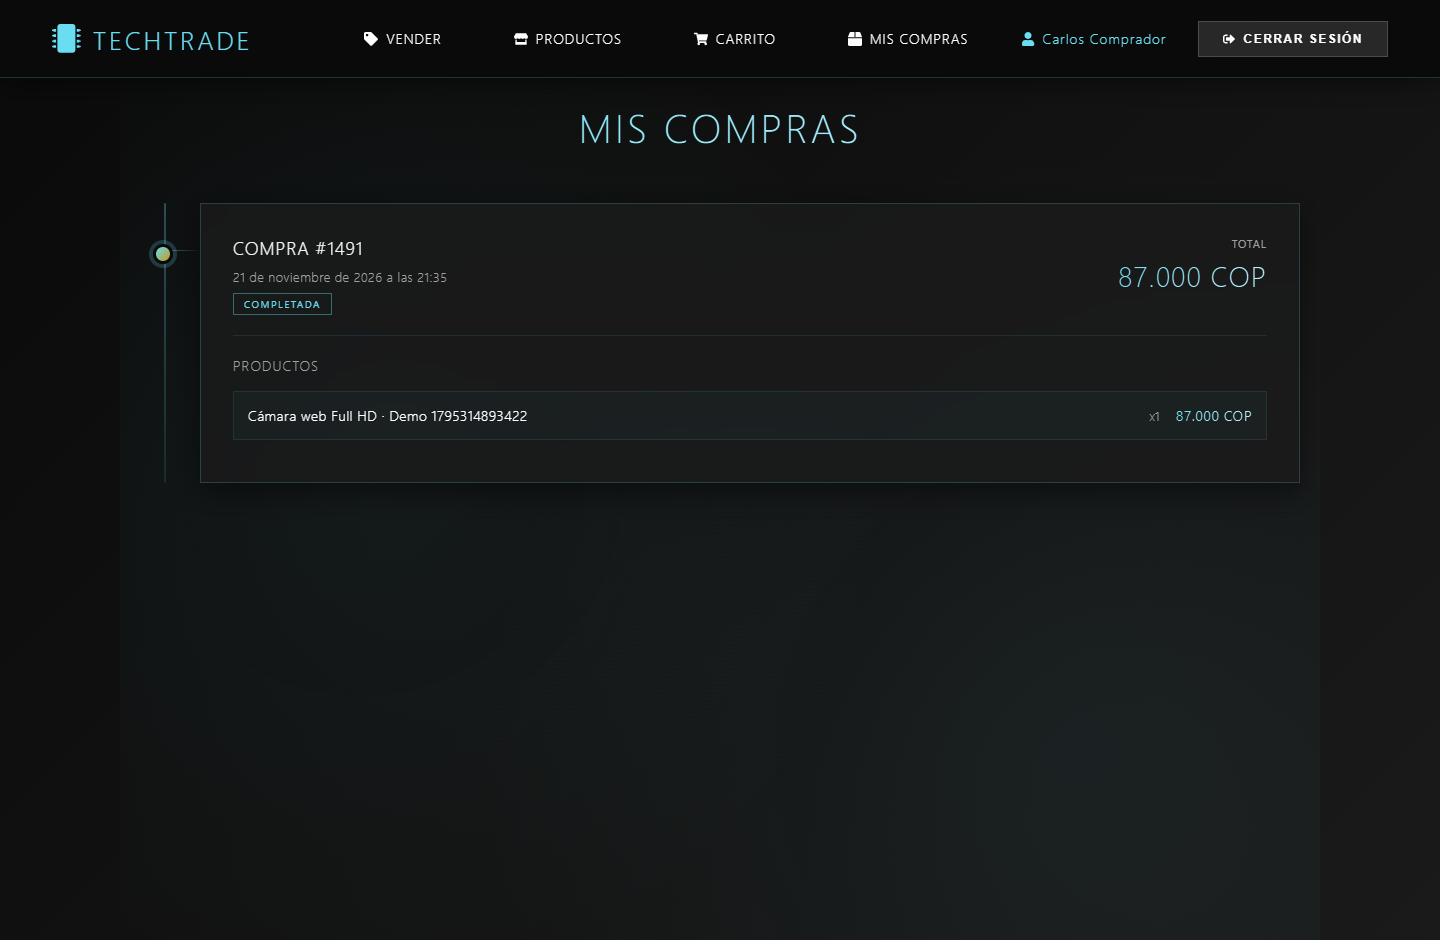 TECHTRADE
VENDER
PRODUCTOS
CARRITO
MIS COMPRAS
Carlos Comprador
CERRAR SESIÓN
MIS COMPRAS
COMPRA #1491
21 de noviembre de 2026 a las 21:35
COMPLETADA
TOTAL
87.000 COP
PRODUCTOS
Cámara web Full HD · Demo 1795314893422
x1
87.000 COP